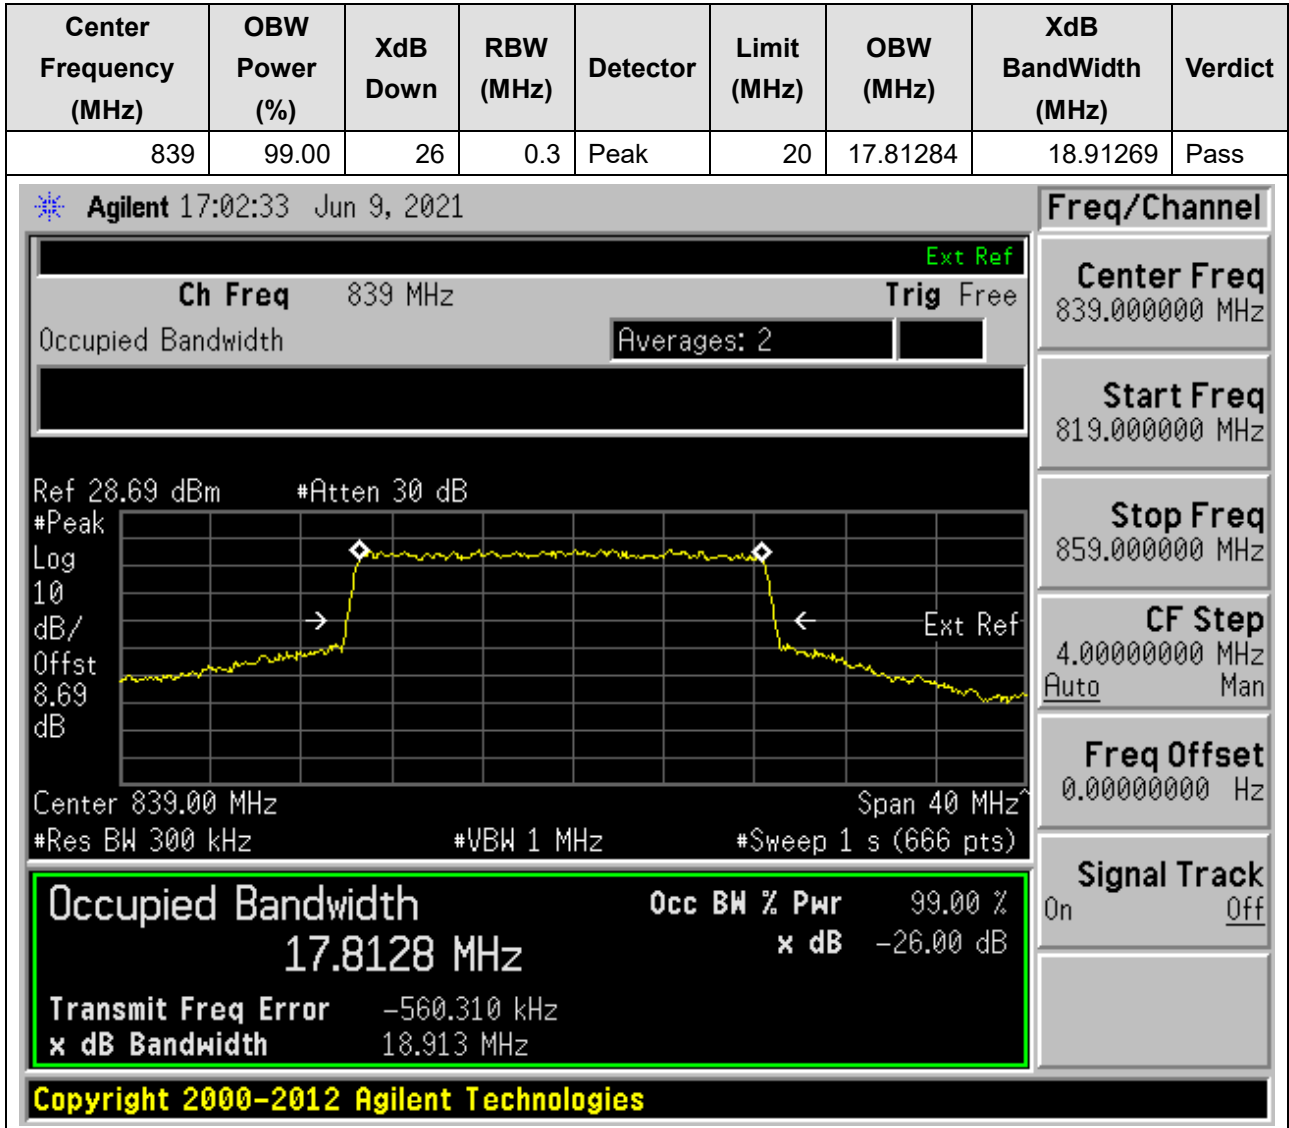 Center Frequency (MHz) OBW Power (%) XdB Down RBW (MHz) Detector Limit (MHz) OBW (MHz) XdB BandWidth (MHz) Verdict
839 99.00 26 0.3 Peak 20 17.81284 18.91269 Pass
Agilent 17:02:33 Jun 9, 2021
Ext Ref
Ch Freq 839 MHz Trig Free
Occupied Bandwidth Averages: 2
Ref 28.69 dBm #Atten 30 dB
#Peak
Log
10
dB/
Offst
8.69
dB
Ext Ref
Center 839.00 MHz Span 40 MHz^
#Res BW 300 kHz #VBW 1 MHz #Sweep 1 s (666 pts)
Occupied Bandwidth Occ BW % Pwr 99.00 %
17.8128 MHz x dB -26.00 dB
Transmit Freq Error -560.310 kHz
x dB Bandwidth 18.913 MHz
Copyright 2000-2012 Agilent Technologies
Freq/Channel
Center Freq
839.000000 MHz
Start Freq
819.000000 MHz
Stop Freq
859.000000 MHz
CF Step
4.00000000 MHz
Auto Man
Freq Offset
0.00000000 Hz
Signal Track
On Off